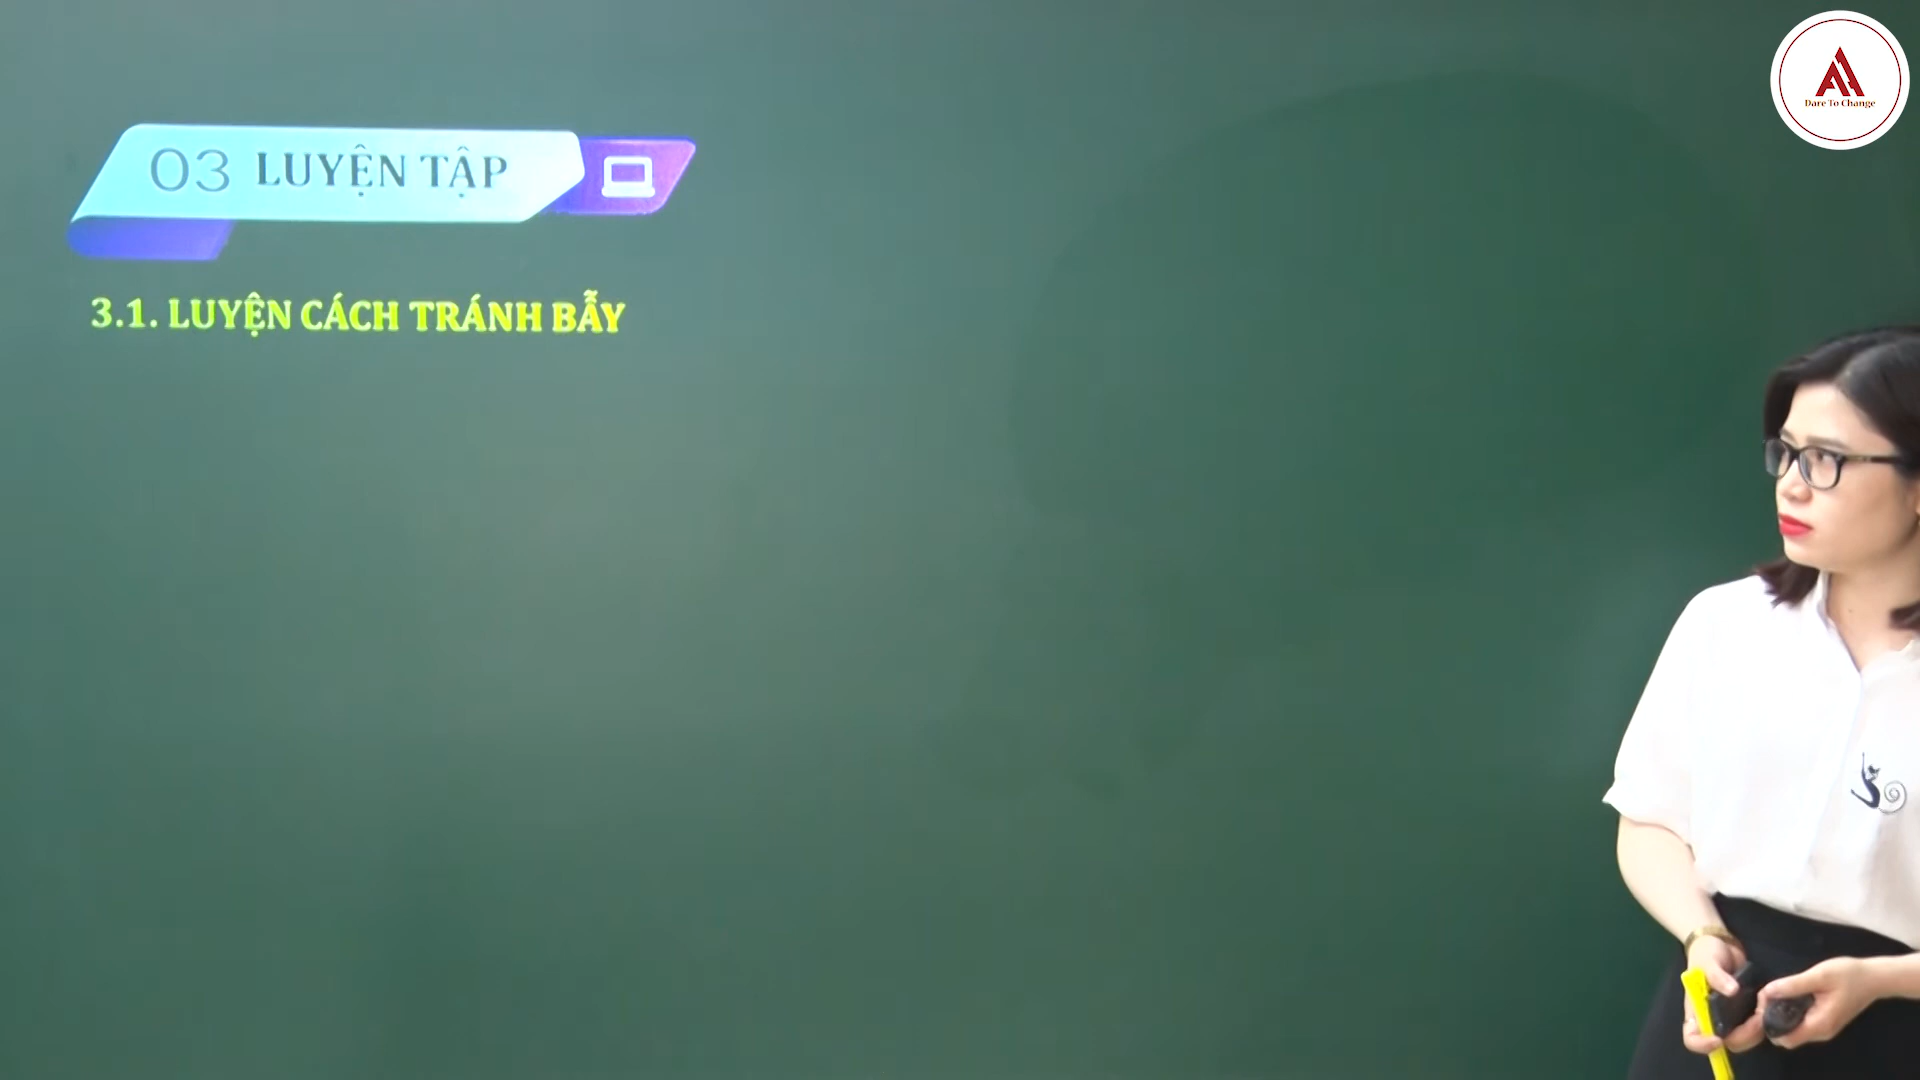 Dare To Change
03 LUYỆN TẬP
3.1. LUYỆN CÁCH TRÁNH BẪY